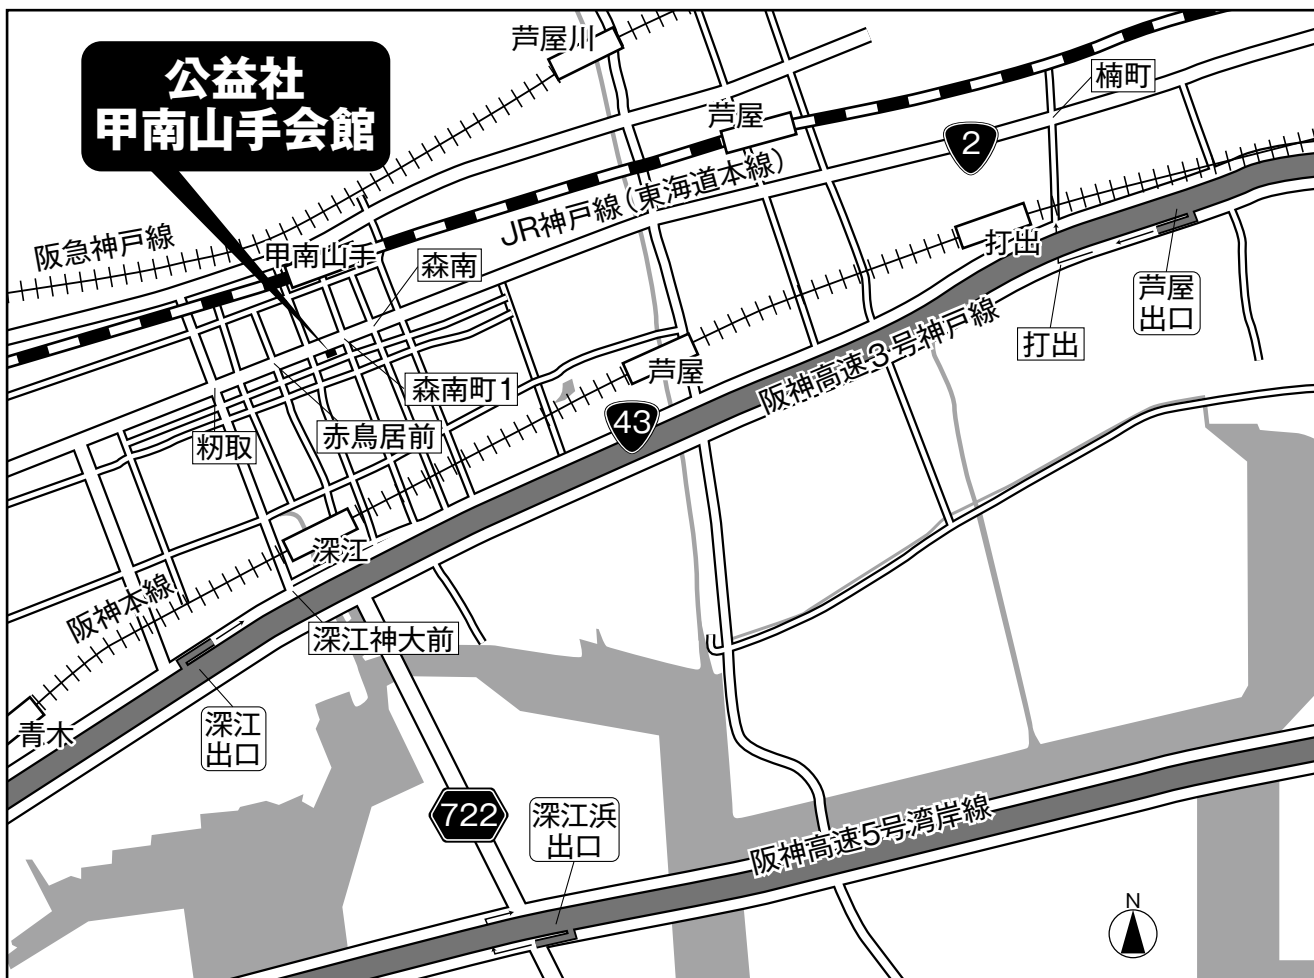 芦屋川
公益社
甲南山手会館
楠町
芦屋
2
JR神戸線（東海道本線）
阪急神戸線
甲南山手
森南
打出
芦屋
出口
打出
阪神高速3号神戸線
芦屋
森南町1
43
赤鳥居前
籾取
深江
阪神本線
深江神大前
深江
出口
青木
722
深江浜
出口
阪神高速5号湾岸線
N